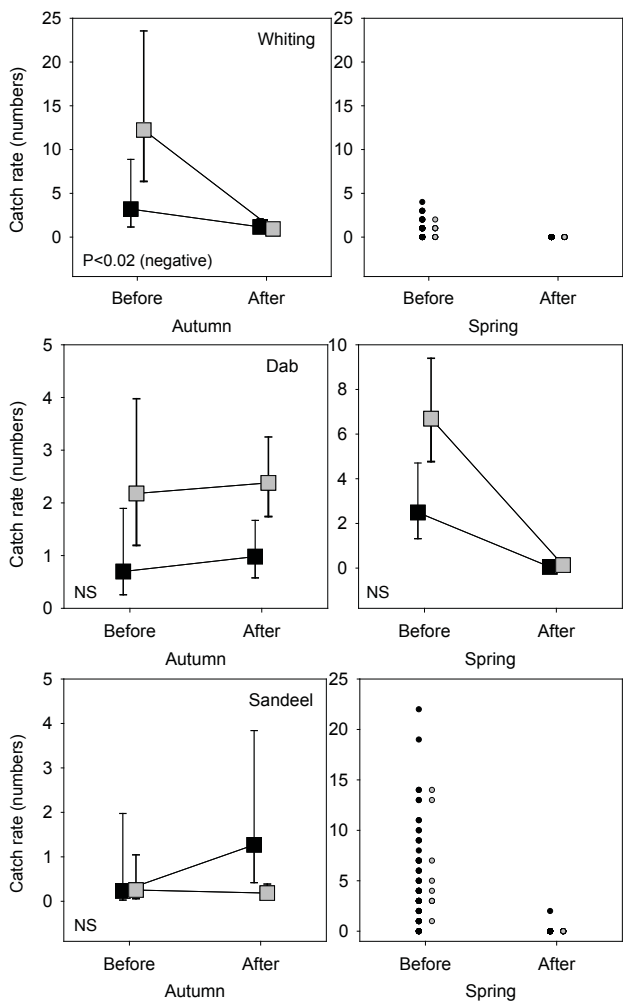 25
20
15
10
5
0
Catch rate (numbers)
Whiting
P<0.02 (negative)
Before After
Autumn
25
20
15
10
5
0
Before After
Spring
5
4
3
2
1
0
Catch rate (numbers)
Dab
NS
Before After
Autumn
10
8
6
4
2
0
NS
Before After
Spring
5
4
3
2
1
0
Catch rate (numbers)
Sandeel
NS
Before After
Autumn
25
20
15
10
5
0
Before After
Spring